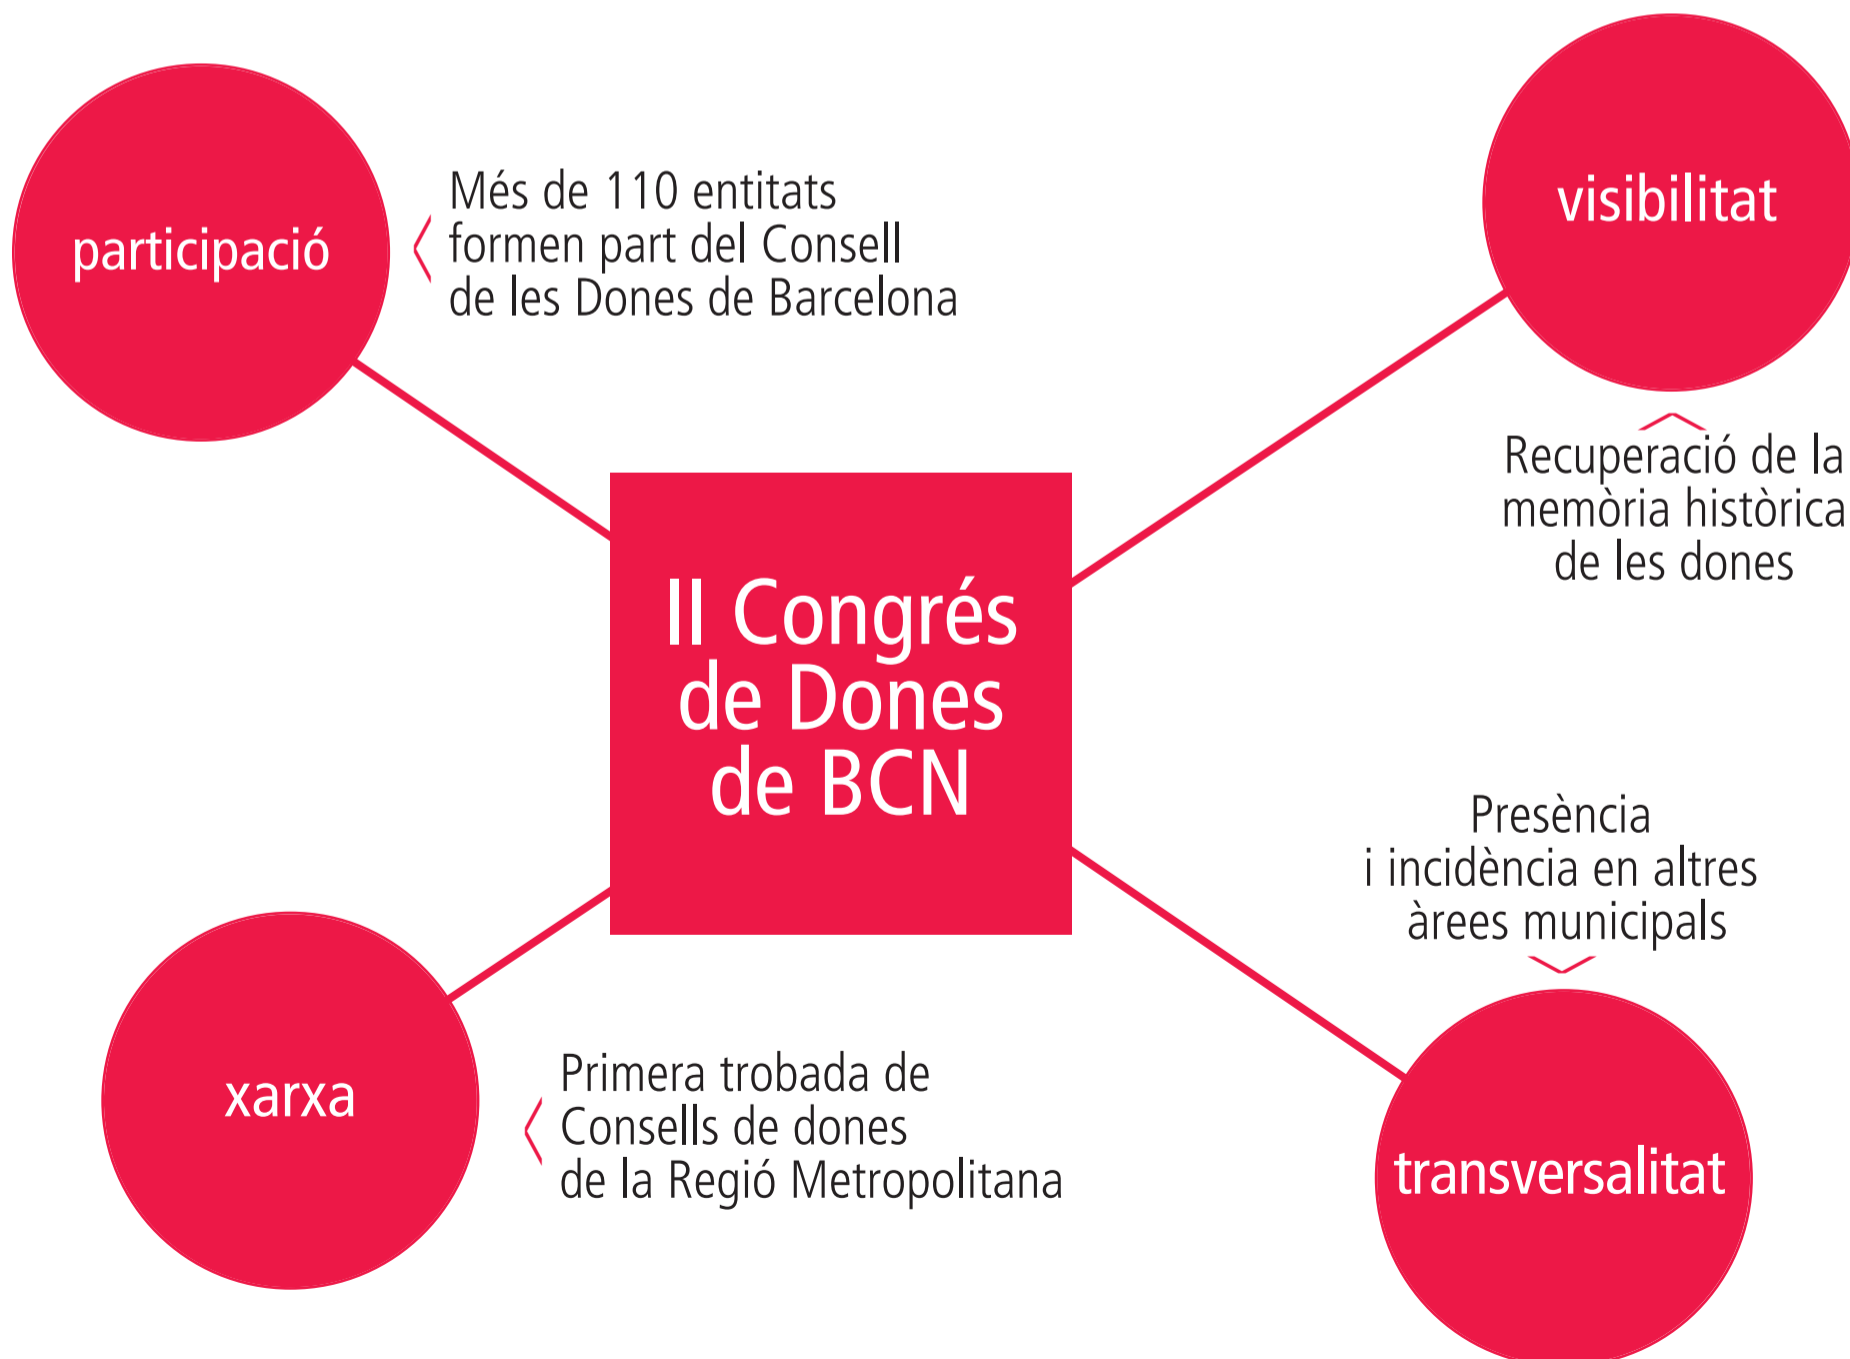 participació
Més de 110 entitats
formen part del Consell
de les Dones de Barcelona
visibilitat
Recuperació de la
memòria històrica
de les dones
II Congrés
de Dones
de BCN
Presència
i incidència en altres
àrees municipals
transversalitat
xarxa
Primera trobada de
Consells de dones
de la Regió Metropolitana